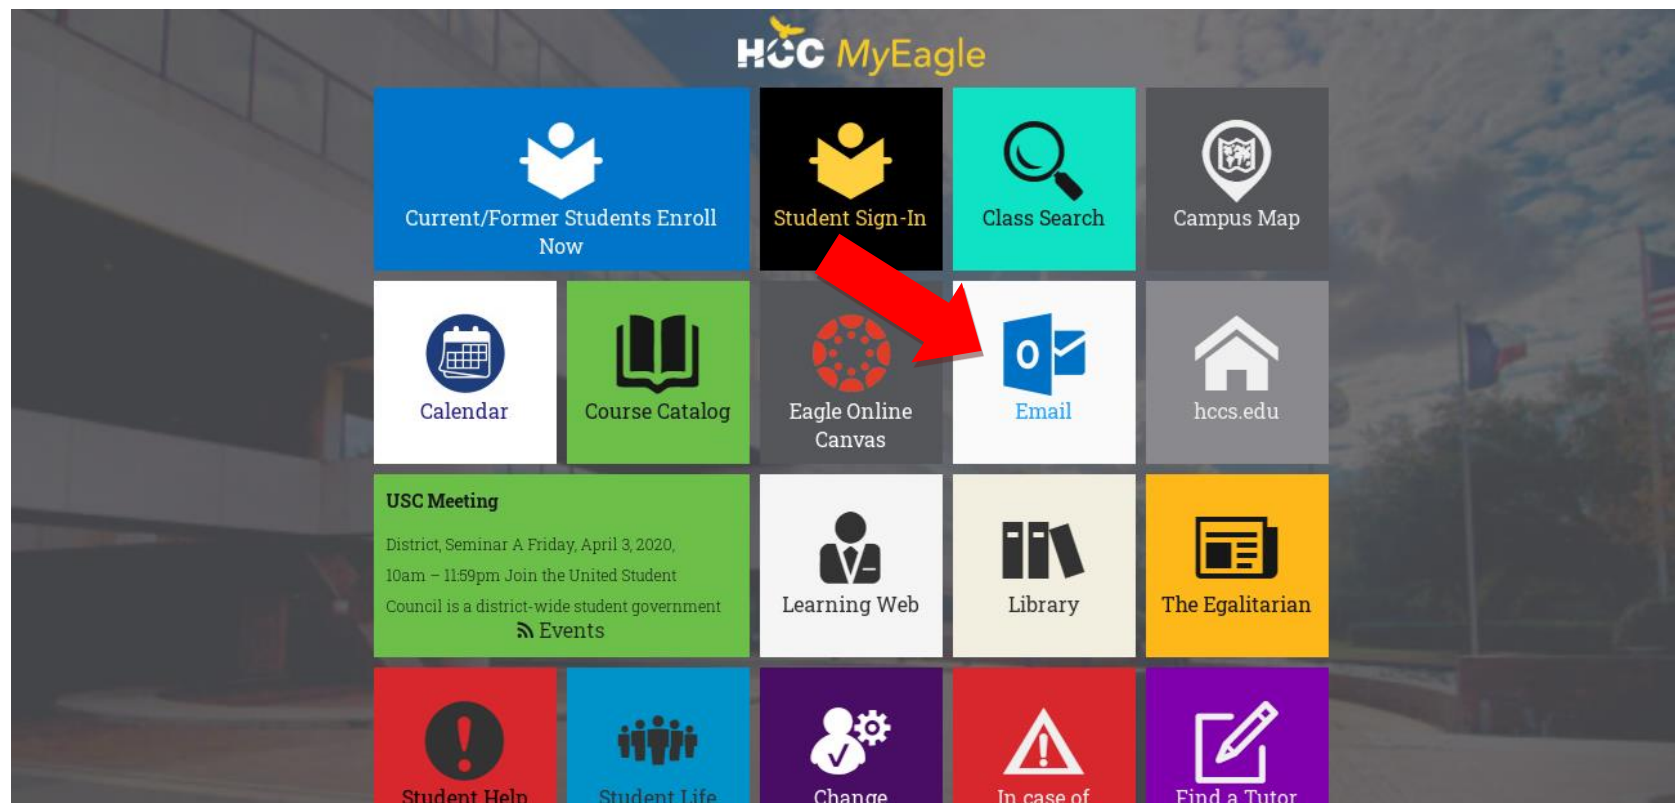 HCC MyEagle
Current/Former Students Enroll
Now
Student Sign-In
Class Search
Campus Map
Calendar
Course Catalog
Eagle Online
Canvas
O
Email
hccs.edu
USC Meeting
District, Seminar A Friday, April 3, 2020,
10am – 11:59pm Join the United Student
Council is a district-wide student government
Events
Learning Web
Library
The Egalitarian
Student Help
Student Life
Change
In case of
Find a Tutor